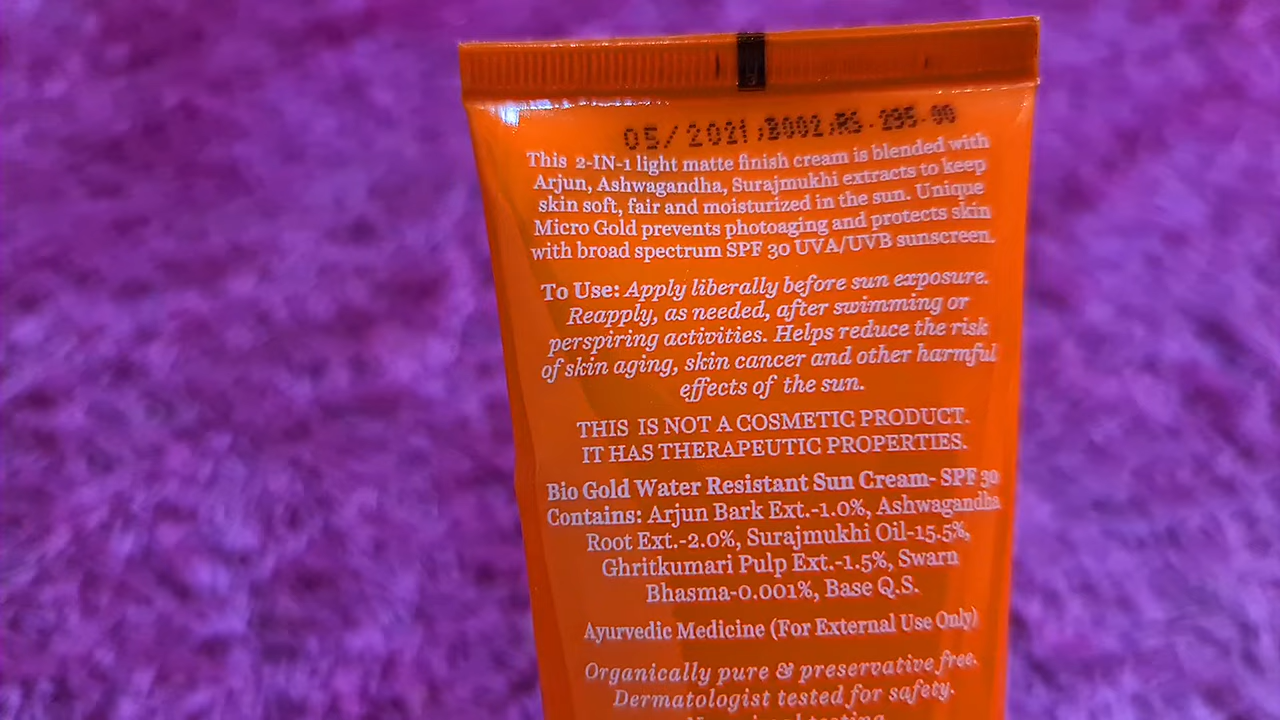 05/2021,B002,RS.295.00
This 2-IN-1 light matte finish cream is blended with
Arjun, Ashwagandha, Surajmukhi extracts to keep
skin soft, fair and moisturized in the sun. Unique
Micro Gold prevents photoaging and protects skin
with broad spectrum SPF 30 UVA/UVB sunscreen.
To Use: Apply liberally before sun exposure.
Reapply, as needed, after swimming or
perspiring activities. Helps reduce the risk
of skin aging, skin cancer and other harmful
effects of the sun.
THIS IS NOT A COSMETIC PRODUCT.
IT HAS THERAPEUTIC PROPERTIES.
Bio Gold Water Resistant Sun Cream- SPF 30
Contains: Arjun Bark Ext.-1.0%, Ashwagandha
Root Ext.-2.0%, Surajmukhi Oil-15.5%,
Ghritkumari Pulp Ext.-1.5%, Swarn
Bhasma-0.001%, Base Q.S.
Ayurvedic Medicine (For External Use Only)
Organically pure & preservative free.
Dermatologist tested for safety.